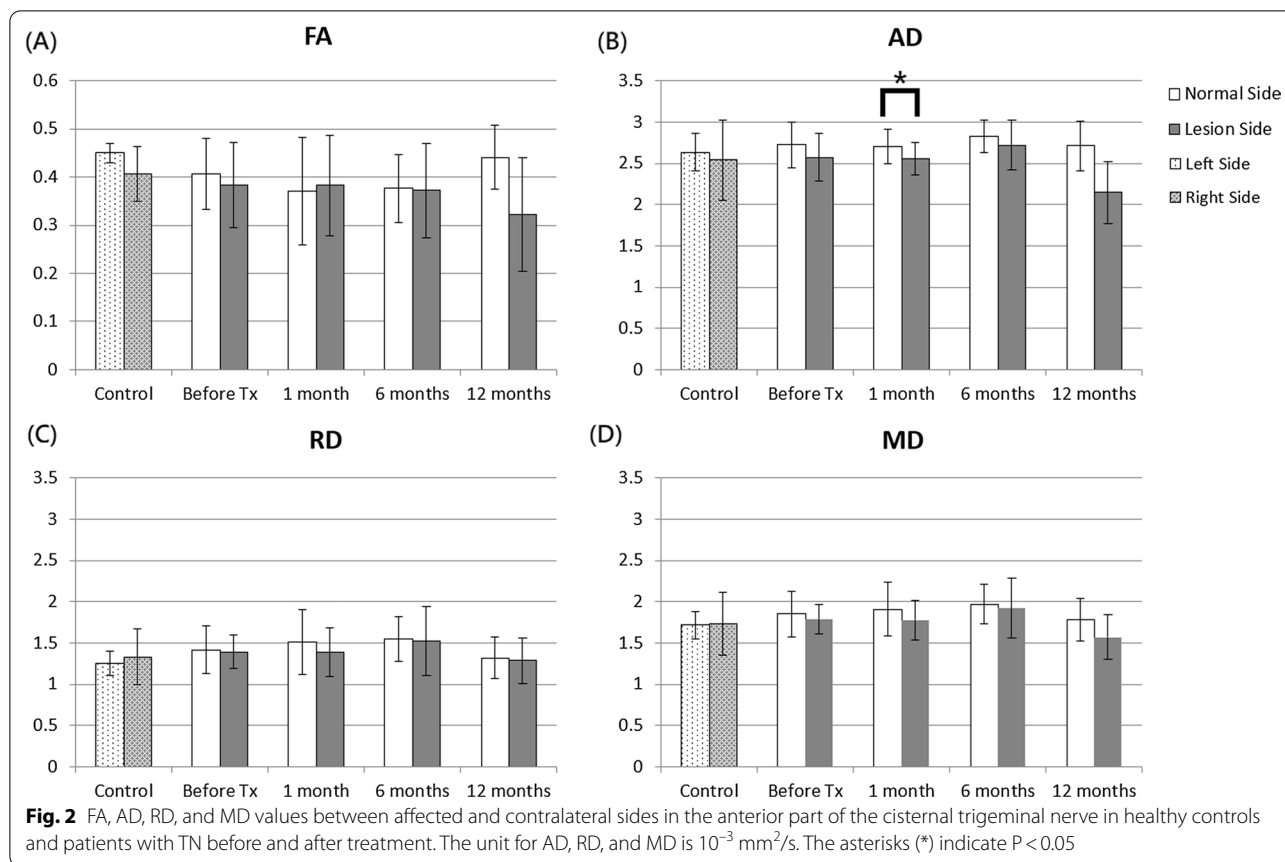 (A) FA
0.6
0.5
0.4
0.3
0.2
0.1
0
Control Before Tx 1 month 6 months 12 months
(B) AD
3.5
3
2.5
2
1.5
1
0.5
0
*
Control Before Tx 1 month 6 months 12 months
Normal Side
Lesion Side
Left Side
Right Side
(C) RD
3.5
3
2.5
2
1.5
1
0.5
0
Control Before Tx 1 month 6 months 12 months
(D) MD
3.5
3
2.5
2
1.5
1
0.5
0
Control Before Tx 1 month 6 months 12 months
Fig. 2 FA, AD, RD, and MD values between affected and contralateral sides in the anterior part of the cisternal trigeminal nerve in healthy controls
and patients with TN before and after treatment. The unit for AD, RD, and MD is 10⁻³ mm²/s. The asterisks (*) indicate P < 0.05